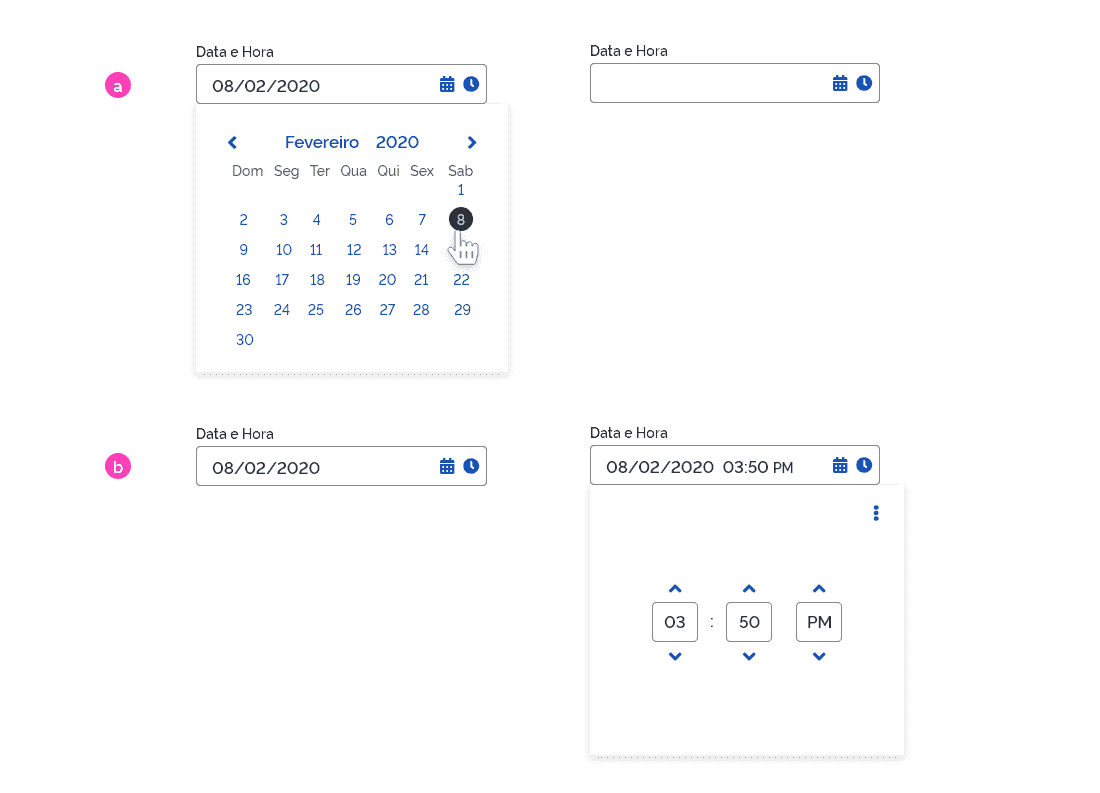 Data e Hora
a
08/02/2020
Fevereiro 2020
Dom Seg Ter Qua Qui Sex Sab
1
2 3 4 5 6 7 8
9 10 11 12 13 14
16 17 18 19 20 21 22
23 24 25 26 27 28 29
30
Data e Hora
Data e Hora
b
08/02/2020
Data e Hora
08/02/2020 03:50 PM
03 : 50 PM